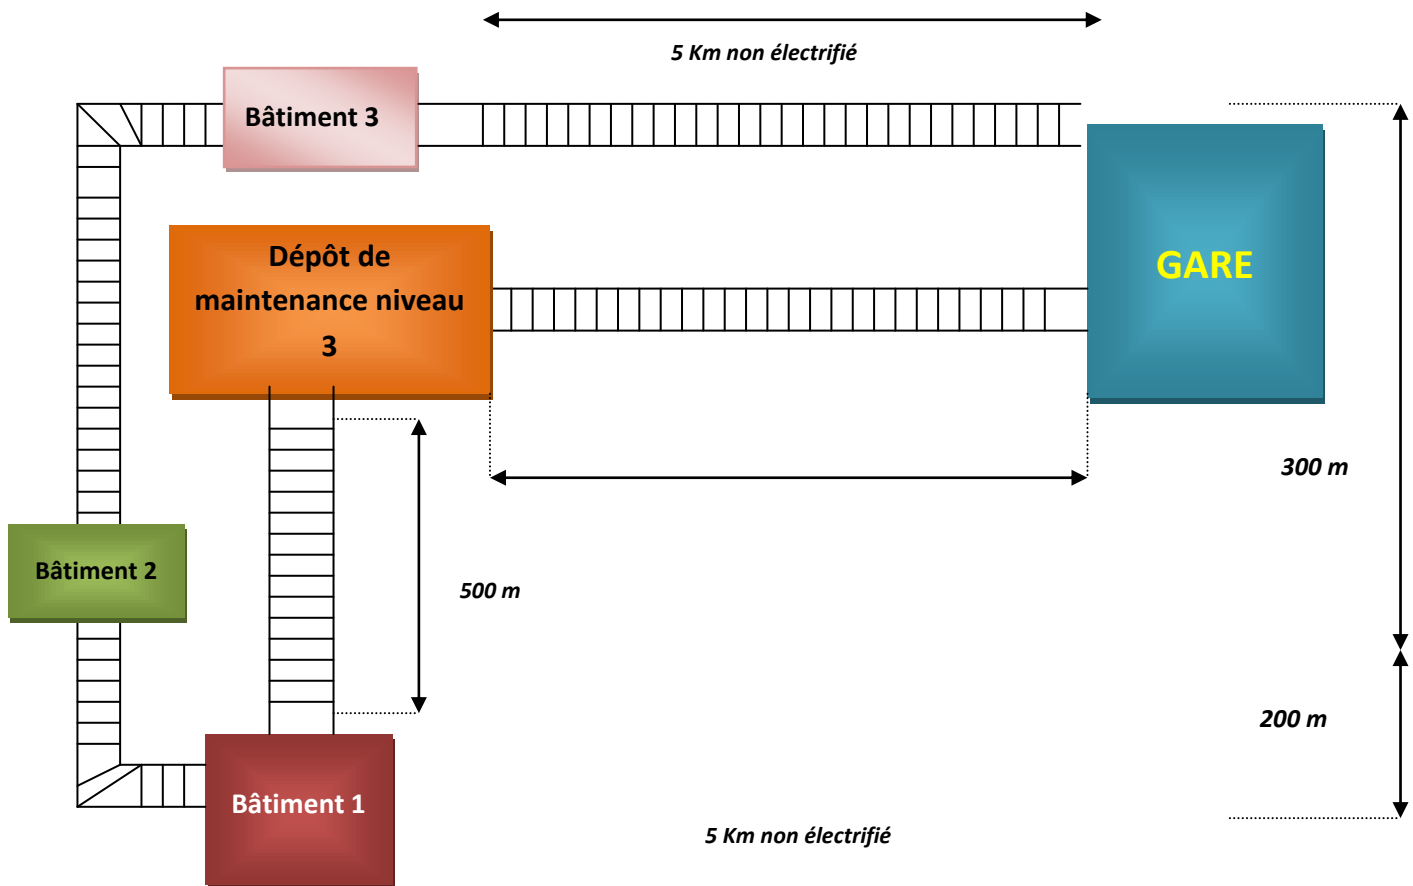 5 Km non électrifié
Bâtiment 3
Dépôt de
maintenance niveau
3
GARE
300 m
Bâtiment 2
500 m
200 m
Bâtiment 1
5 Km non électrifié